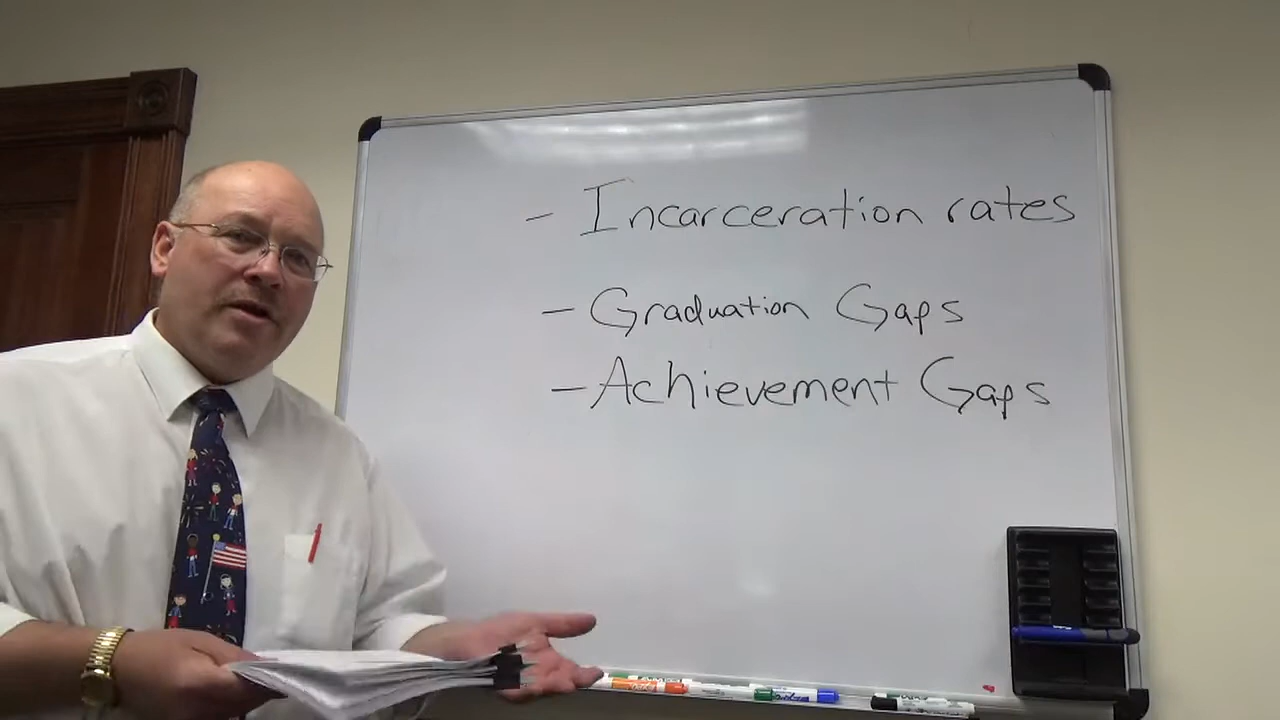 - Incarceration rates
- Graduation Gaps
- Achievement Gaps